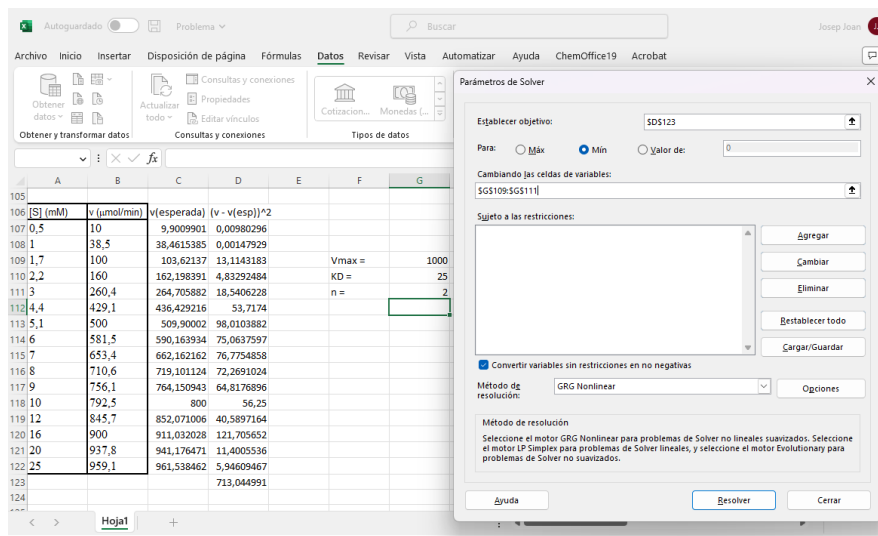 Autoguardado
Problema
Buscar
Josep Joan
Archivo Inicio Insertar Disposición de página Fórmulas Datos Revisar Vista Automatizar Ayuda ChemOffice19 Acrobat
Obtener datos
Actualizar todo
Consultas y conexiones
Propiedades
Editar vínculos
Cotizacion...
Monedas (...
Obtener y transformar datos
Consultas y conexiones
Tipos de datos
fx
A B C D E F G
105
106 [S] (mM) v (µmol/min) v(esperada) (v - v(esp))^2
107 0,5 10 9,9009901 0,00980296
108 1 38,5 38,4615385 0,00147929
109 1,7 100 103,62137 13,1143183 Vmax = 1000
110 2,2 160 162,198391 4,83292484 KD = 25
111 3 260,4 264,705882 18,5406228 n = 2
112 4,4 429,1 436,429216 53,7174
113 5,1 500 509,90002 98,0103882
114 6 581,5 590,163934 75,0637597
115 7 653,4 662,162162 76,7754858
116 8 710,6 719,101124 72,2691024
117 9 756,1 764,150943 64,8176896
118 10 792,5 800 56,25
119 12 845,7 852,071006 40,5897164
120 16 900 911,032028 121,705652
121 20 937,8 941,176471 11,4005536
122 25 959,1 961,538462 5,94609467
123 713,044991
124
Hoja1
Parámetros de Solver
Establecer objetivo: $D$123
Para: Máx Mín Valor de: 0
Cambiando las celdas de variables:
$G$109:$G$111
Sujeto a las restricciones:
Agregar
Cambiar
Eliminar
Restablecer todo
Cargar/Guardar
Convertir variables sin restricciones en no negativas
Método de resolución: GRG Nonlinear
Opciones
Método de resolución
Seleccione el motor GRG Nonlinear para problemas de Solver no lineales suavizados. Seleccione
el motor LP Simplex para problemas de Solver lineales, y seleccione el motor Evolutionary para
problemas de Solver no suavizados.
Ayuda
Resolver
Cerrar